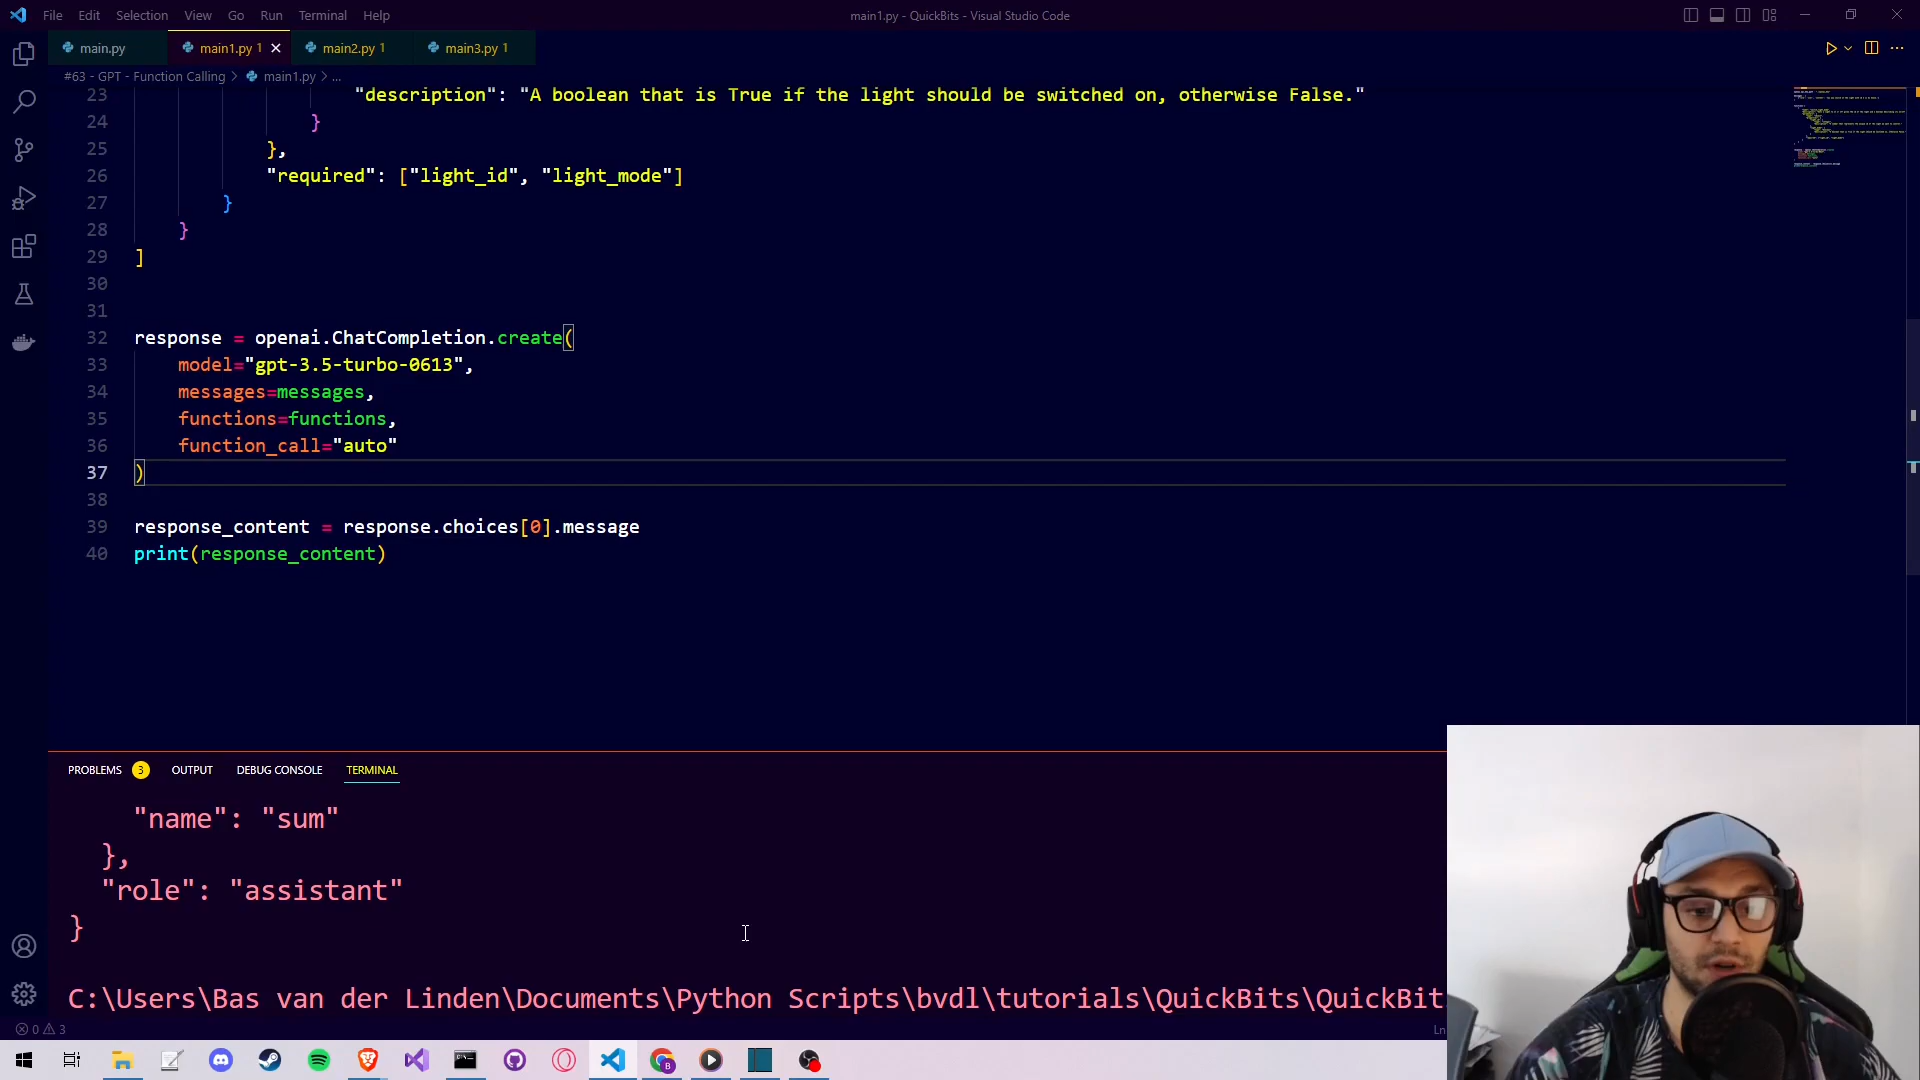 File Edit Selection View Go Run Terminal Help
main1.py - QuickBits - Visual Studio Code
main.py main1.py 1 main2.py 1 main3.py 1
#63 - GPT - Function Calling > main1.py > ...
23 "description": "A boolean that is True if the light should be switched on, otherwise False."
24 }
25 },
26 "required": ["light_id", "light_mode"]
27 }
28 }
29 ]
30
31
32 response = openai.ChatCompletion.create(
33 model="gpt-3.5-turbo-0613",
34 messages=messages,
35 functions=functions,
36 function_call="auto"
37 )
38
39 response_content = response.choices[0].message
40 print(response_content)
PROBLEMS 3 OUTPUT DEBUG CONSOLE TERMINAL
"name": "sum"
},
"role": "assistant"
}
C:\Users\Bas van der Linden\Documents\Python Scripts\bvdl\tutorials\QuickBits\QuickBit
0 3
Ln